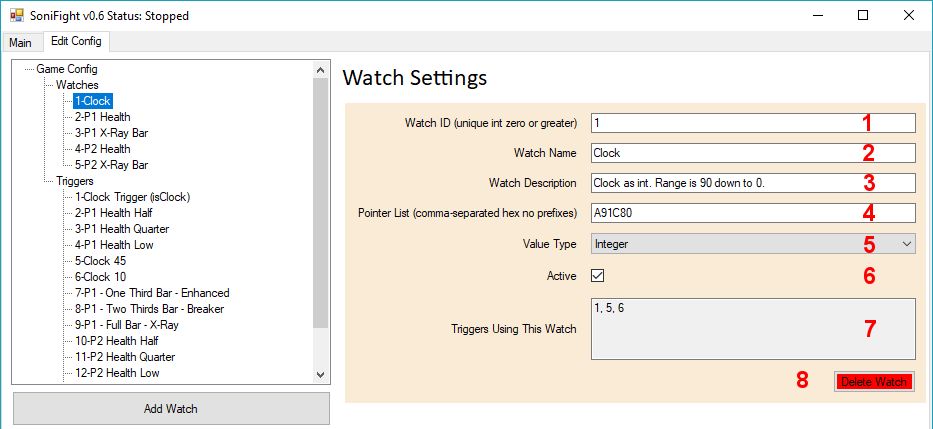 SoniFight v0.6 Status: Stopped
Main
Edit Config
Game Config
Watches
1-Clock
2-P1 Health
3-P1 X-Ray Bar
4-P2 Health
5-P2 X-Ray Bar
Triggers
1-Clock Trigger (isClock)
2-P1 Health Half
3-P1 Health Quarter
4-P1 Health Low
5-Clock 45
6-Clock 10
7-P1 - One Third Bar - Enhanced
8-P1 - Two Thirds Bar - Breaker
9-P1 - Full Bar - X-Ray
10-P2 Health Half
11-P2 Health Quarter
12-P2 Health Low
Add Watch
Watch Settings
Watch ID (unique int zero or greater) 1 1
Watch Name Clock 2
Watch Description Clock as int. Range is 90 down to 0. 3
Pointer List (comma-separated hex no prefixes) A91C80 4
Value Type Integer 5
Active 6
Triggers Using This Watch 1, 5, 6 7
8 Delete Watch